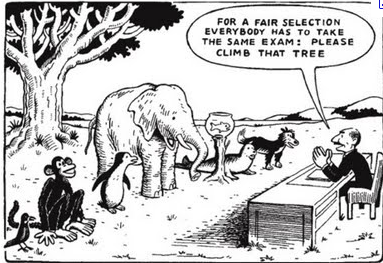 FOR A FAIR SELECTION
EVERYBODY HAS TO TAKE
THE SAME EXAM: PLEASE
CLIMB THAT TREE